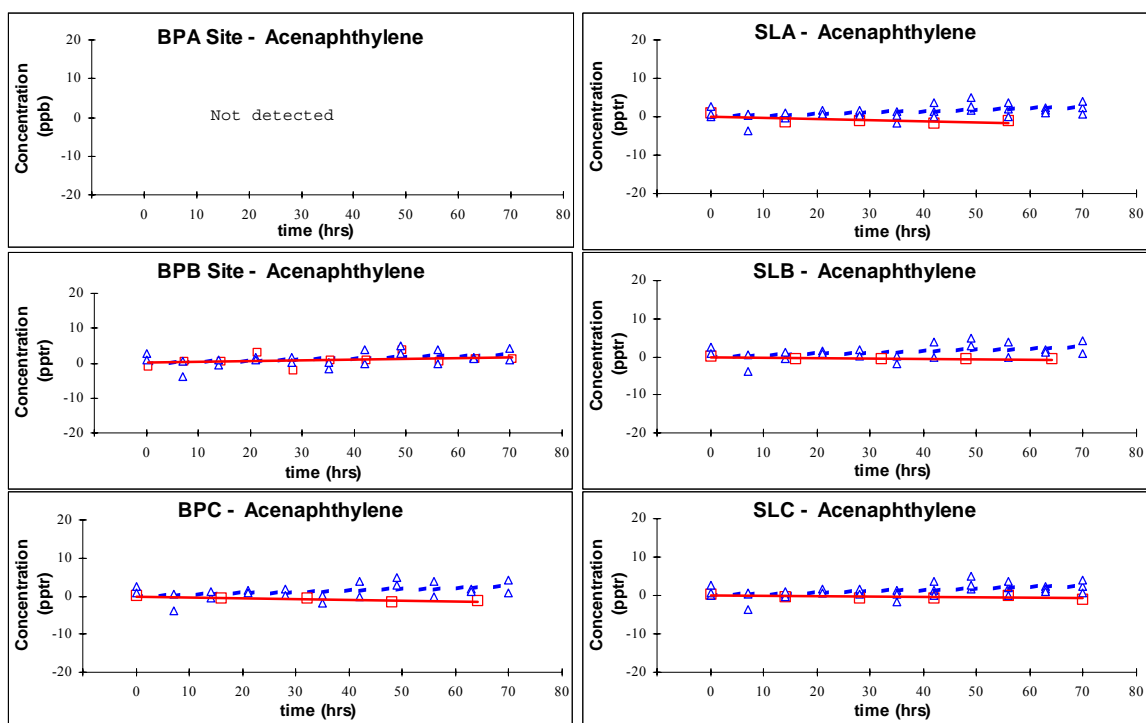 BPA Site - Acenaphthylene
Concentration
(ppb)
20
10
0
-10
-20
Not detected
0 10 20 30 40 50 60 70 80
time (hrs)
SLA - Acenaphthylene
Concentration
(pptr)
20
10
0
-10
-20
0 10 20 30 40 50 60 70 80
time (hrs)
BPB Site - Acenaphthylene
Concentration
(pptr)
20
10
0
-10
-20
0 10 20 30 40 50 60 70 80
time (hrs)
SLB - Acenaphthylene
Concentration
(pptr)
20
10
0
-10
-20
0 10 20 30 40 50 60 70 80
time (hrs)
BPC - Acenaphthylene
Concentration
(pptr)
20
10
0
-10
-20
0 10 20 30 40 50 60 70 80
time (hrs)
SLC - Acenaphthylene
Concentration
(pptr)
20
10
0
-10
-20
0 10 20 30 40 50 60 70 80
time (hrs)